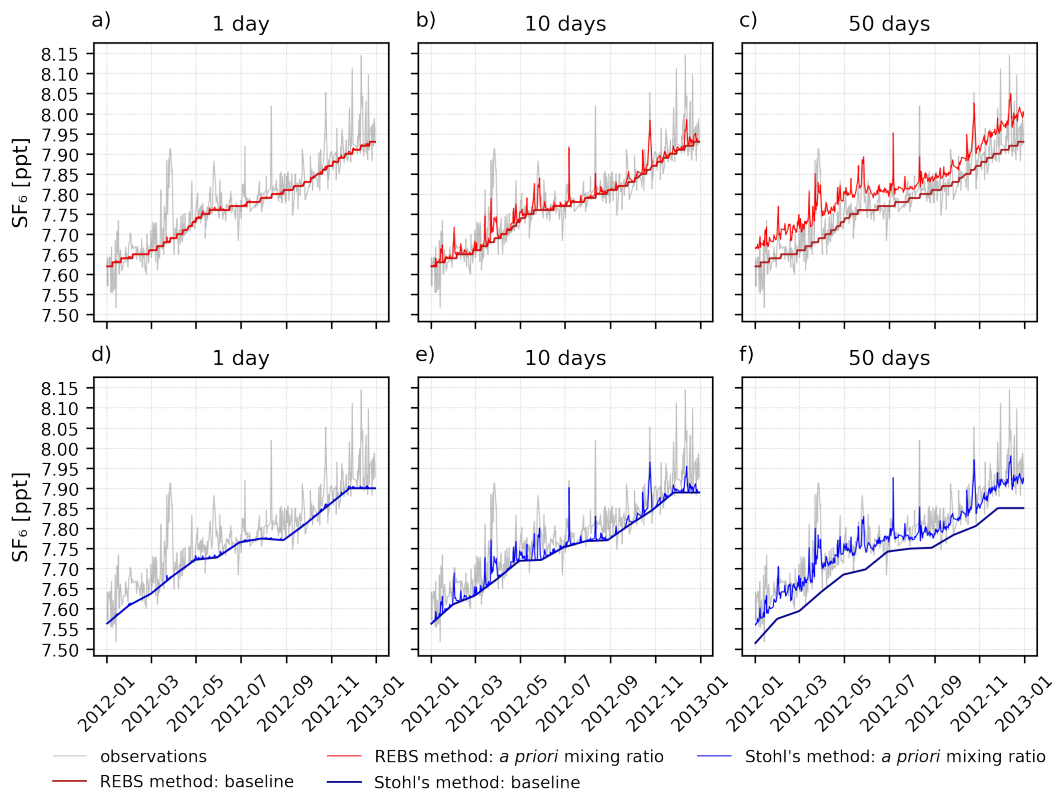 a) 1 day
b) 10 days
c) 50 days
8.15
8.10
8.05
8.00
7.95
7.90
7.85
7.80
7.75
7.70
7.65
7.60
7.55
7.50
SF₆ [ppt]
d) 1 day
e) 10 days
f) 50 days
8.15
8.10
8.05
8.00
7.95
7.90
7.85
7.80
7.75
7.70
7.65
7.60
7.55
7.50
SF₆ [ppt]
2012-01 2012-03 2012-05 2012-07 2012-09 2012-11 2013-01
2012-01 2012-03 2012-05 2012-07 2012-09 2012-11 2013-01
2012-01 2012-03 2012-05 2012-07 2012-09 2012-11 2013-01
observations
REBS method: baseline
REBS method: a priori mixing ratio
Stohl's method: baseline
Stohl's method: a priori mixing ratio